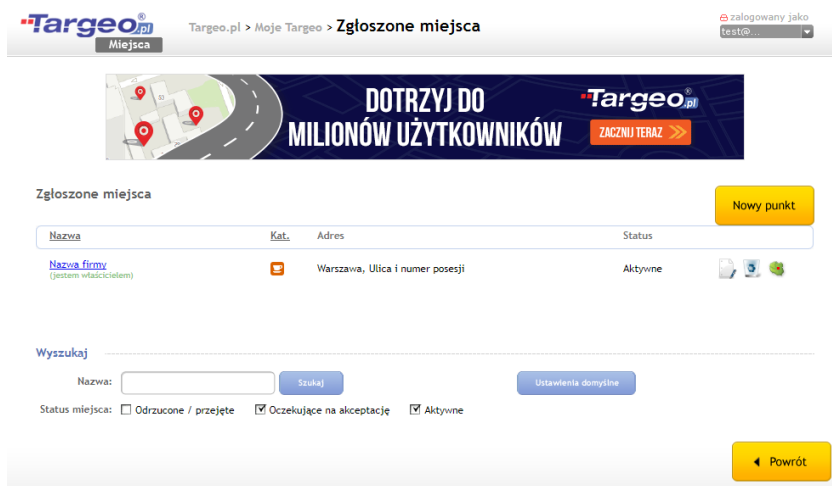 Targeo.pl®
Miejsca
Targeo.pl > Moje Targeo > Zgłoszone miejsca
zalogowany jako
test@...
DOTRZYJ DO
MILIONÓW UŻYTKOWNIKÓW
Targeo.pl®
ZACZNIJ TERAZ
Zgłoszone miejsca
Nowy punkt
Nazwa Kat. Adres Status
Nazwa firmy Warszawa, Ulica i numer posesji Aktywne
(jestem właścicielem)
Wyszukaj
Nazwa: Szukaj Ustawienia domyślne
Status miejsca: Odrzucone / przejęte Oczekujące na akceptację Aktywne
Powrót